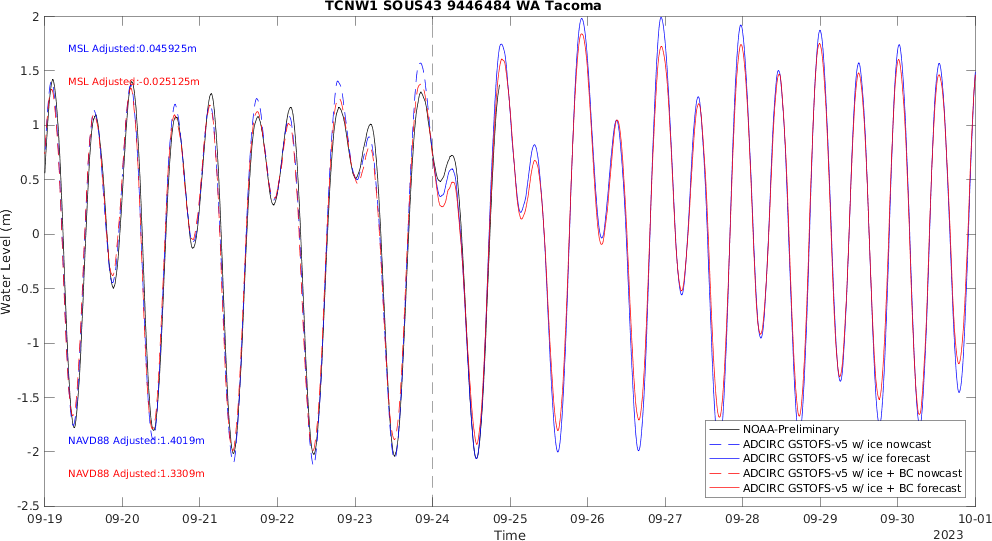 TCNW1 SOUS43 9446484 WA Tacoma
MSL Adjusted:0.045925m
MSL Adjusted:-0.025125m
NAVD88 Adjusted:1.4019m
NAVD88 Adjusted:1.3309m
Water Level (m)
2
1.5
1
0.5
0
-0.5
-1
-1.5
-2
-2.5
NOAA-Preliminary
ADCIRC GSTOFS-v5 w/ ice nowcast
ADCIRC GSTOFS-v5 w/ ice forecast
ADCIRC GSTOFS-v5 w/ ice + BC nowcast
ADCIRC GSTOFS-v5 w/ ice + BC forecast
09-19 09-20 09-21 09-22 09-23 09-24 09-25 09-26 09-27 09-28 09-29 09-30 10-01
Time
2023